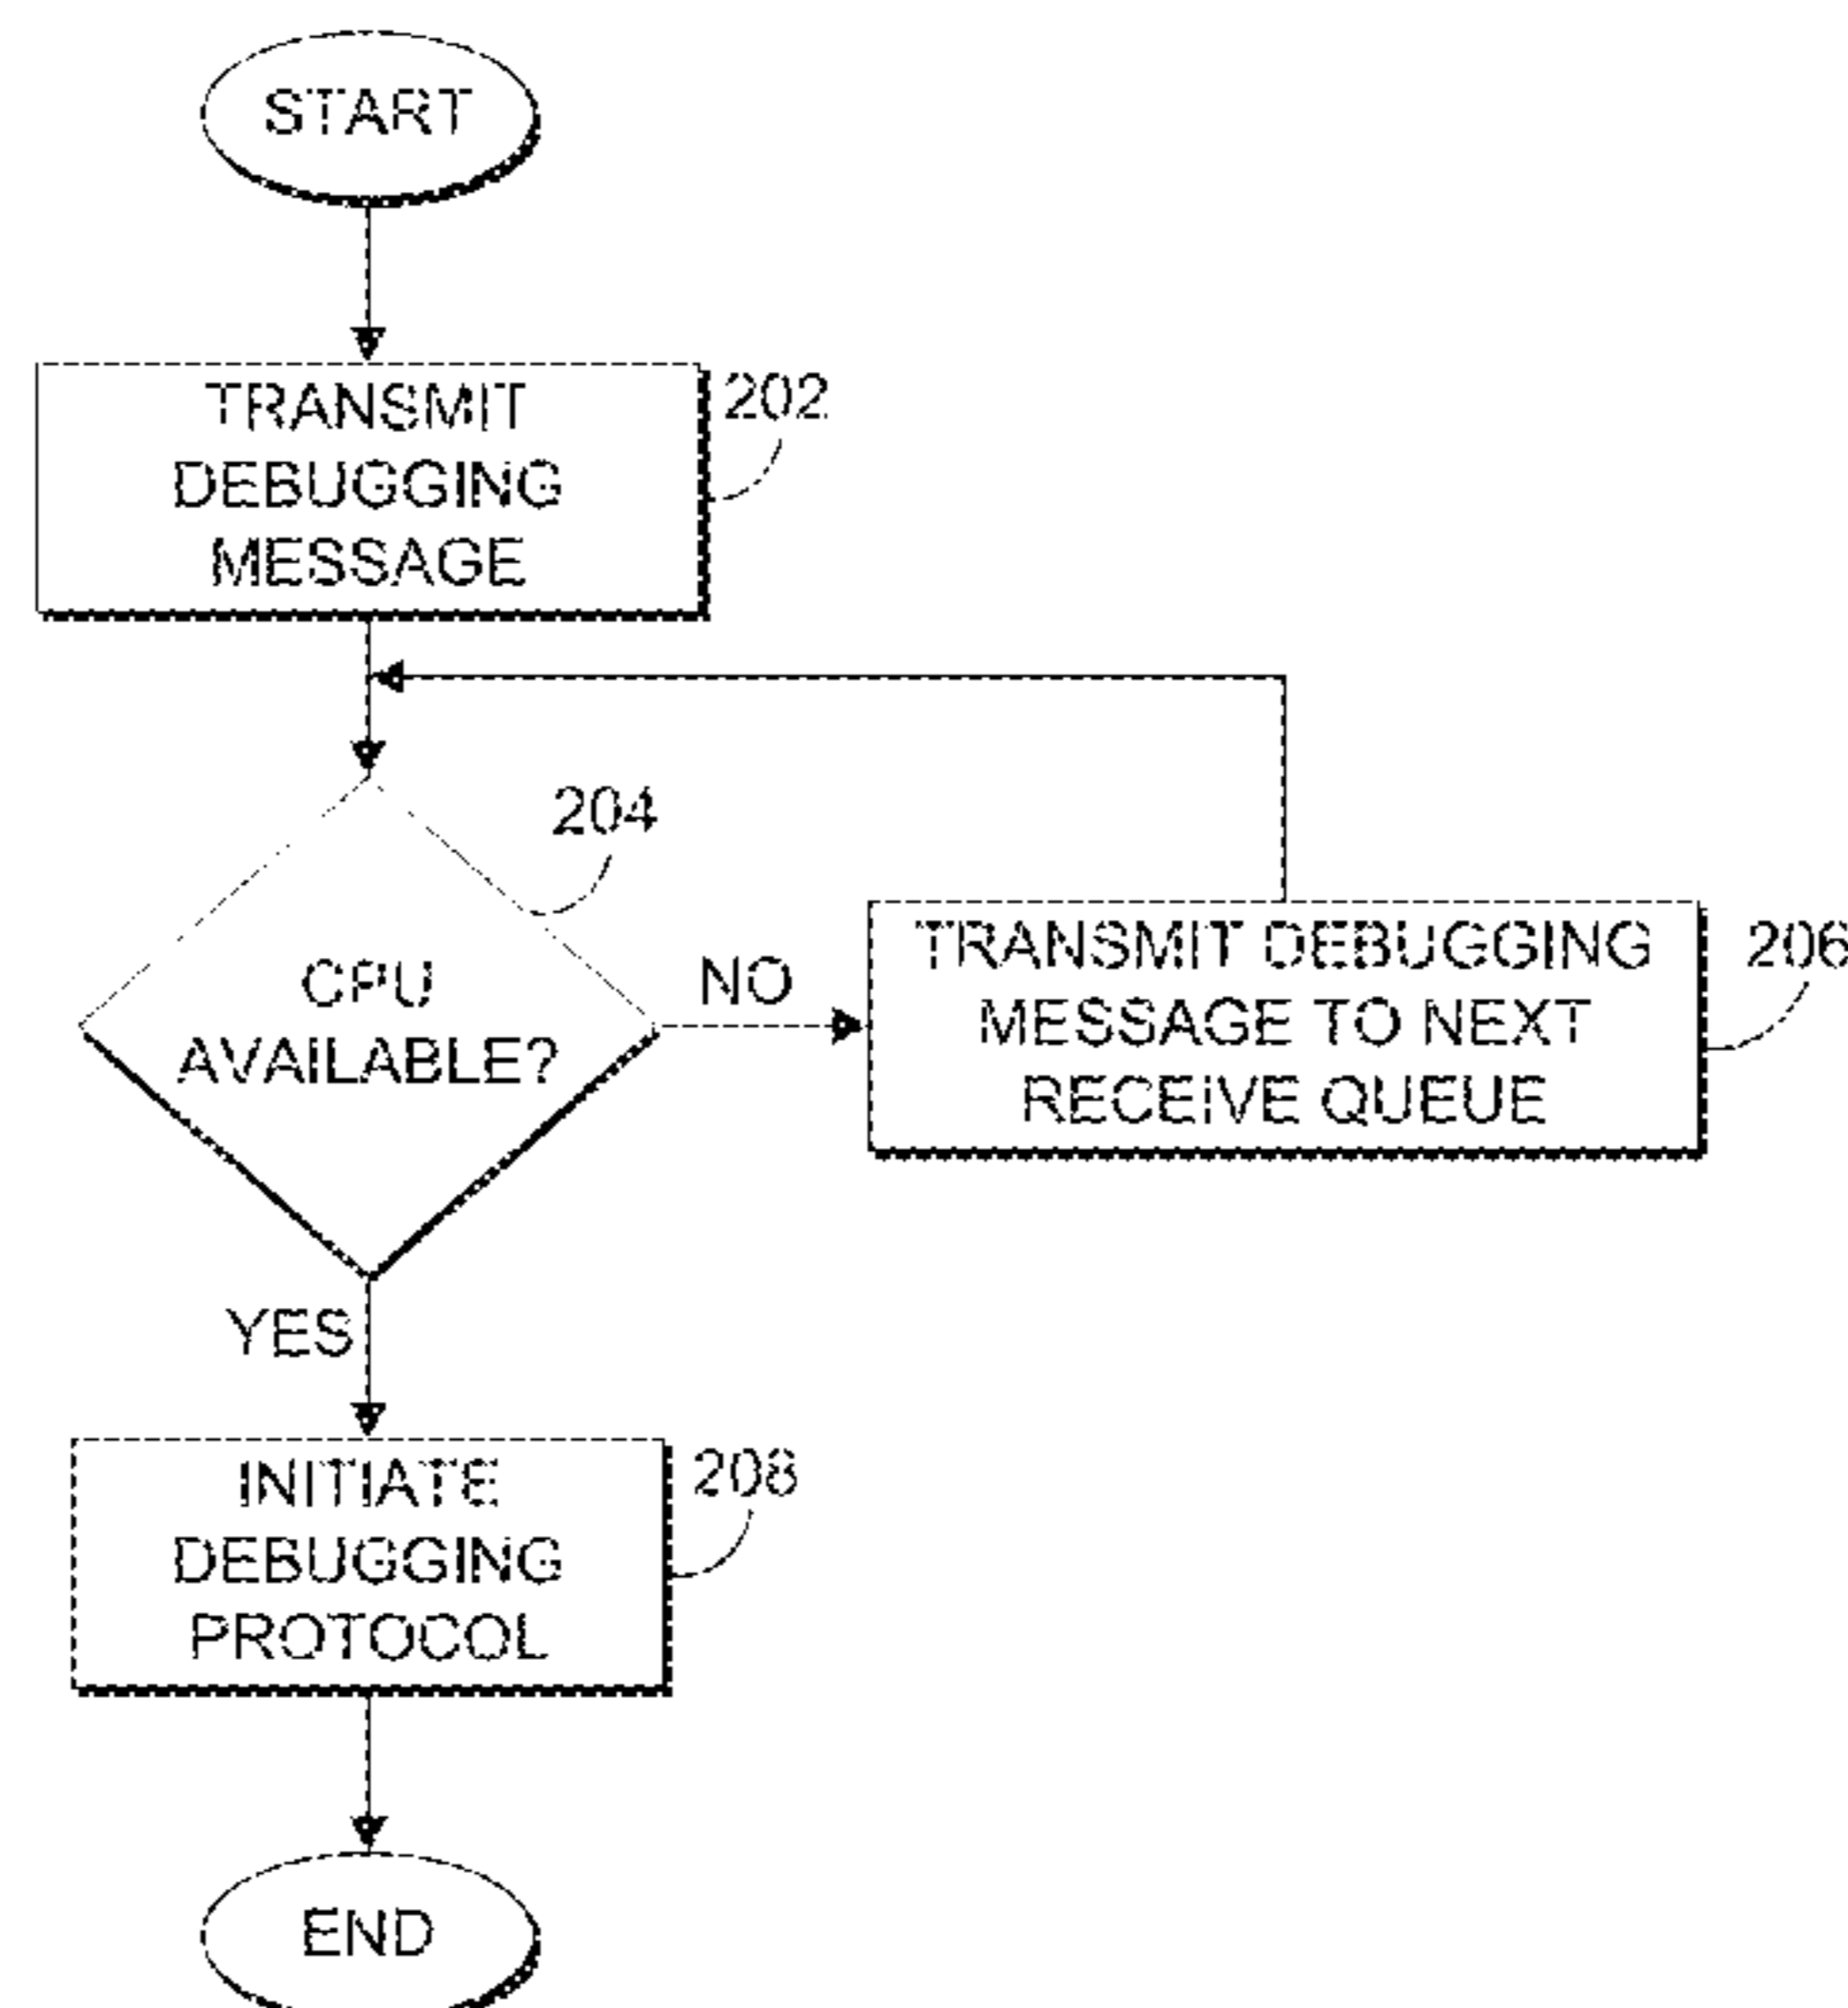 START
TRANSMIT
DEBUGGING
MESSAGE
202
204
CPU
AVAILABLE?
NO
TRANSMIT DEBUGGING
MESSAGE TO NEXT
RECEIVE QUEUE
206
YES
INITIATE
DEBUGGING
PROTOCOL
208
END